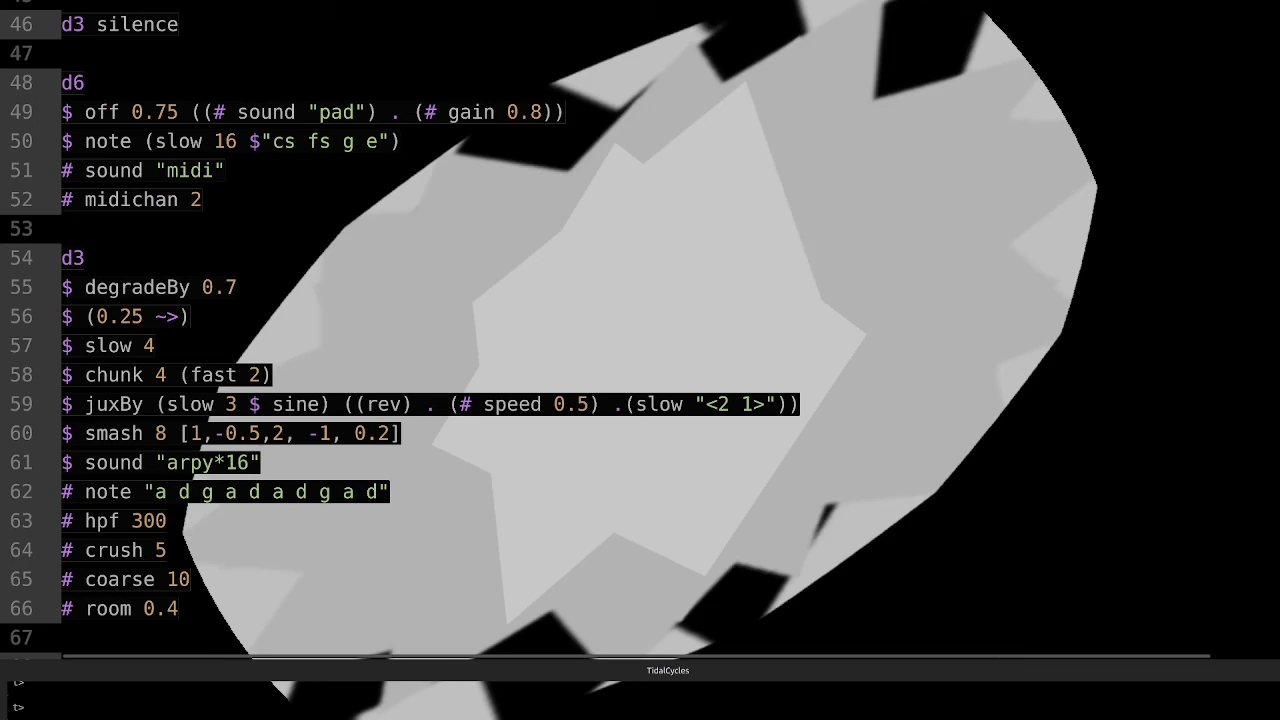 46 d3 silence
47
48 d6
49 $ off 0.75 ((# sound "pad") . (# gain 0.8))
50 $ note (slow 16 $"cs fs g e")
51 # sound "midi"
52 # midichan 2
53
54 d3
55 $ degradeBy 0.7
56 $ (0.25 ~>)
57 $ slow 4
58 $ chunk 4 (fast 2)
59 $ juxBy (slow 3 $ sine) ((rev) . (# speed 0.5) .(slow "<2 1>"))
60 $ smash 8 [1,-0.5,2, -1, 0.2]
61 $ sound "arpy*16"
62 # note "a d g a d a d g a d"
63 # hpf 300
64 # crush 5
65 # coarse 10
66 # room 0.4
67
TidalCycles
t>
t>